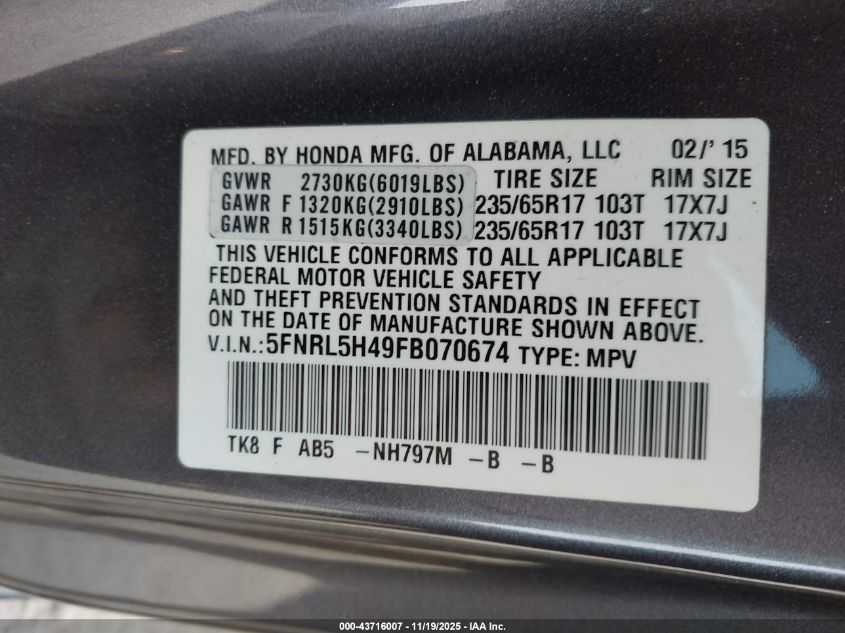 MFD. BY HONDA MFG. OF ALABAMA, LLC 02/' 15
GVWR 2730KG(6019LBS) TIRE SIZE RIM SIZE
GAWR F 1320KG(2910LBS) 235/65R17 103T 17X7J
GAWR R 1515KG(3340LBS) 235/65R17 103T 17X7J
THIS VEHICLE CONFORMS TO ALL APPLICABLE
FEDERAL MOTOR VEHICLE SAFETY
AND THEFT PREVENTION STANDARDS IN EFFECT
ON THE DATE OF MANUFACTURE SHOWN ABOVE.
V.I.N.:5FNRL5H49FB070674 TYPE: MPV
TK8 F AB5 -NH797M -B -B
000-43716007 - 11/19/2025 - IAA Inc.